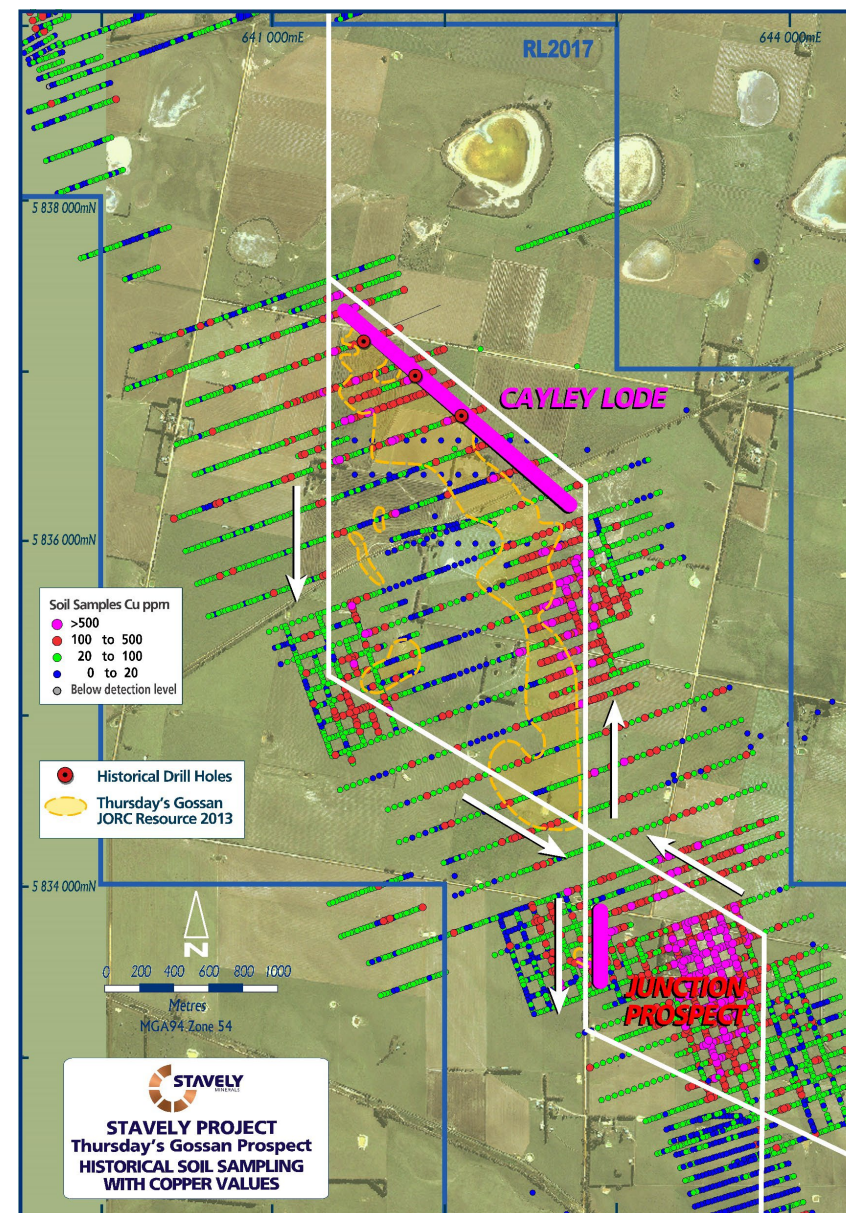 641 000mE
644 000mE
RL2017
5 838 000mN
CAYLEY LODE
5 836 000mN
Soil Samples Cu ppm
>500
100 to 500
20 to 100
0 to 20
Below detection level
Historical Drill Holes
Thursday's Gossan
JORC Resource 2013
5 834 000mN
N
0 200 400 600 800 1000
Metres
MGA94 Zone 54
JUNCTION
PROSPECT
STAVELY
MINERALS
STAVELY PROJECT
Thursday's Gossan Prospect
HISTORICAL SOIL SAMPLING
WITH COPPER VALUES